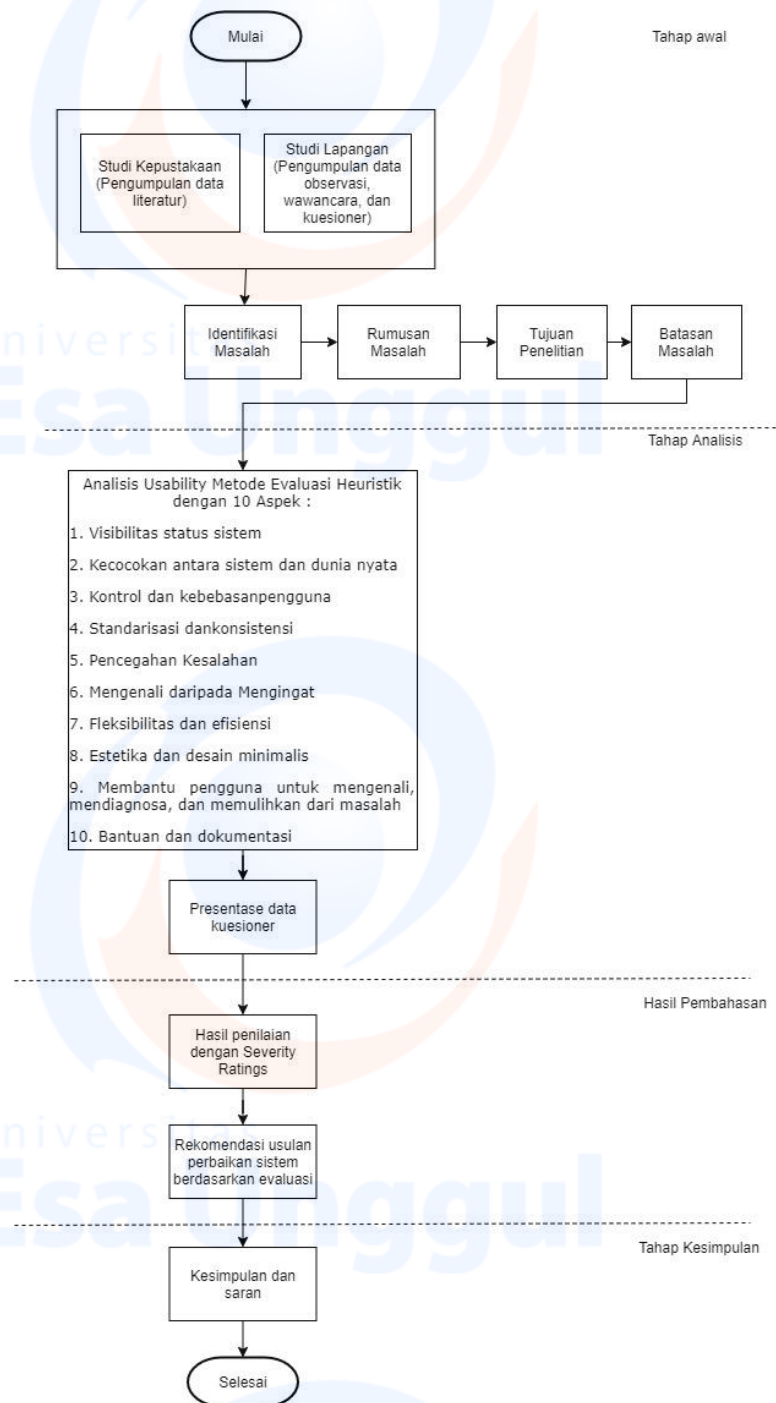 Mulai
Tahap awal
Studi Kepustakaan
(Pengumpulan data
literatur)
Studi Lapangan
(Pengumpulan data
observasi,
wawancara, dan
kuesioner)
Identifikasi
Masalah
Rumusan
Masalah
Tujuan
Penelitian
Batasan
Masalah
Universitas
Esa Unggul
Tahap Analisis
Analisis Usability Metode Evaluasi Heuristik
dengan 10 Aspek :
1. Visibilitas status sistem
2. Kecocokan antara sistem dan dunia nyata
3. Kontrol dan kebebasanpengguna
4. Standarisasi dankonsistensi
5. Pencegahan Kesalahan
6. Mengenali daripada Mengingat
7. Fleksibilitas dan efisiensi
8. Estetika dan desain minimalis
9. Membantu pengguna untuk mengenali,
mendiagnosa, dan memulihkan dari masalah
10. Bantuan dan dokumentasi
Presentase data
kuesioner
Hasil Pembahasan
Hasil penilaian
dengan Severity
Ratings
Rekomendasi usulan
perbaikan sistem
berdasarkan evaluasi
Universitas
Esa Unggul
Tahap Kesimpulan
Kesimpulan dan
saran
Selesai